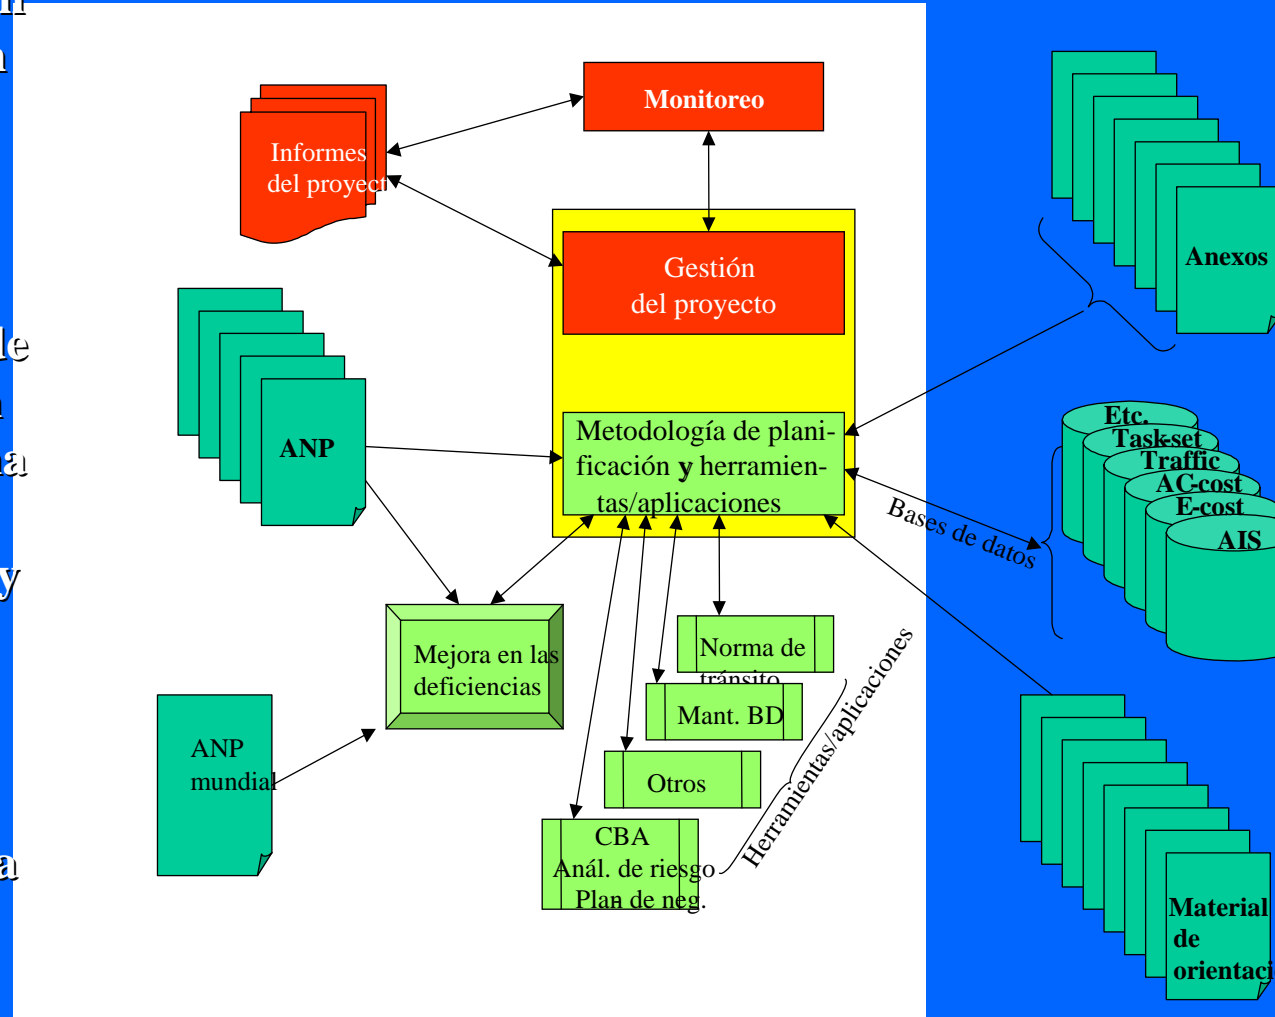 Monitoreo
Informes
del proyect
Gestión
del proyecto
Anexos
ANP
Metodología de plani-
ficación y herramien-
tas/aplicaciones
Etc.
Task-set
Traffic
AC-cost
E-cost
AIS
Bases de datos
Mejora en las
deficiencias
Norma de
tránsito
Mant. BD
Otros
CBA
Anál. de riesgo
Plan de neg.
Herramientas/aplicaciones
ANP
mundial
Material
de
orientaci
y
a